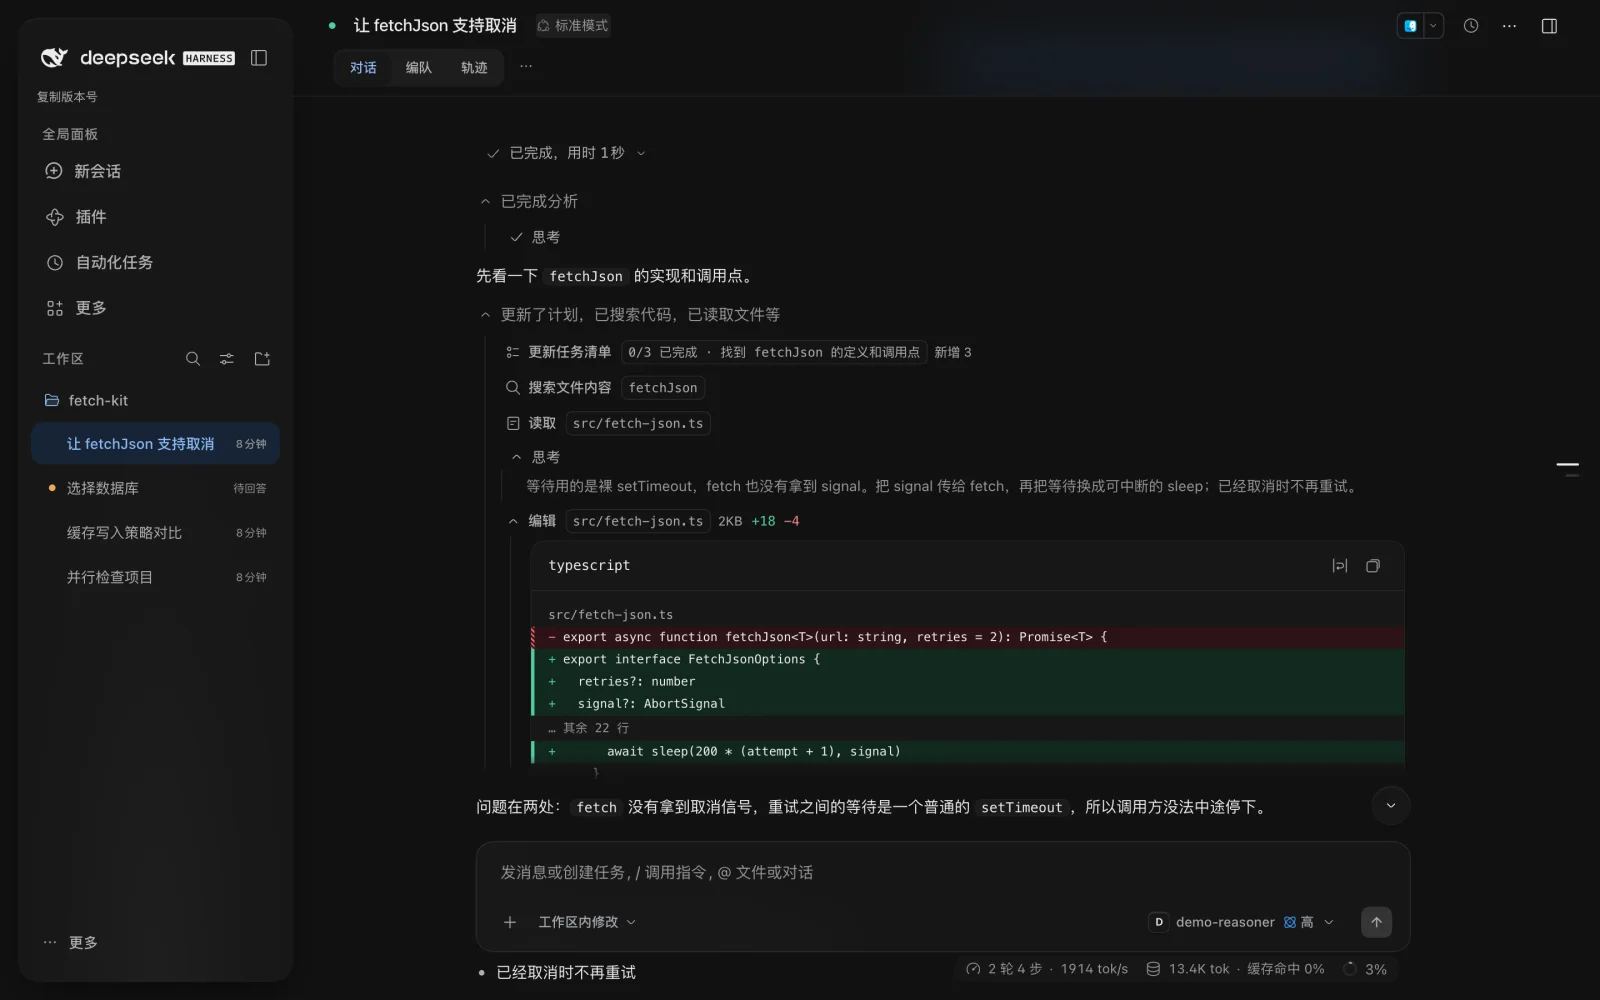 deepseek HARNESS
复制版本号
全局面板
新会话
插件
自动化任务
更多
工作区
fetch-kit
让 fetchJson 支持取消 8分钟
选择数据库 待回答
缓存写入策略对比 8分钟
并行检查项目 8分钟
更多
让 fetchJson 支持取消 标准模式
对话 编队 轨迹
已完成，用时 1秒
已完成分析
思考
先看一下 fetchJson 的实现和调用点。
更新了计划，已搜索代码，已读取文件等
更新任务清单 0/3 已完成 · 找到 fetchJson 的定义和调用点 新增 3
搜索文件内容 fetchJson
读取 src/fetch-json.ts
思考
等待用的是裸 setTimeout，fetch 也没有拿到 signal。把 signal 传给 fetch，再把等待换成可中断的 sleep；已经取消时不再重试。
编辑 src/fetch-json.ts 2KB +18 -4
typescript
src/fetch-json.ts
- export async function fetchJson<T>(url: string, retries = 2): Promise<T> {
+ export interface FetchJsonOptions {
+ retries?: number
+ signal?: AbortSignal
… 其余 22 行
+ await sleep(200 * (attempt + 1), signal)
}
问题在两处：fetch 没有拿到取消信号，重试之间的等待是一个普通的 setTimeout，所以调用方没法中途停下。
发消息或创建任务, / 调用指令, @ 文件或对话
工作区内修改
D demo-reasoner 高
• 已经取消时不再重试
2 轮 4 步 · 1914 tok/s 13.4K tok · 缓存命中 0% 3%